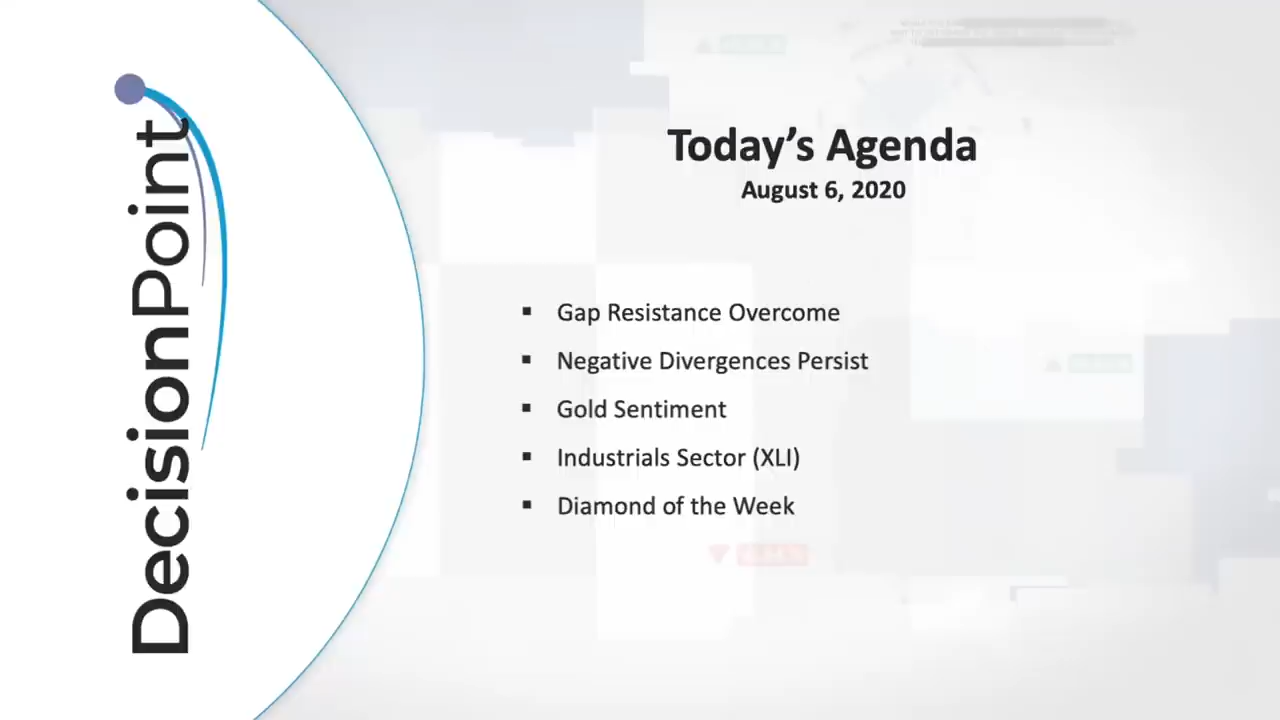 DecisionPoint
Today's Agenda
August 6, 2020
▪ Gap Resistance Overcome
▪ Negative Divergences Persist
▪ Gold Sentiment
▪ Industrials Sector (XLI)
▪ Diamond of the Week